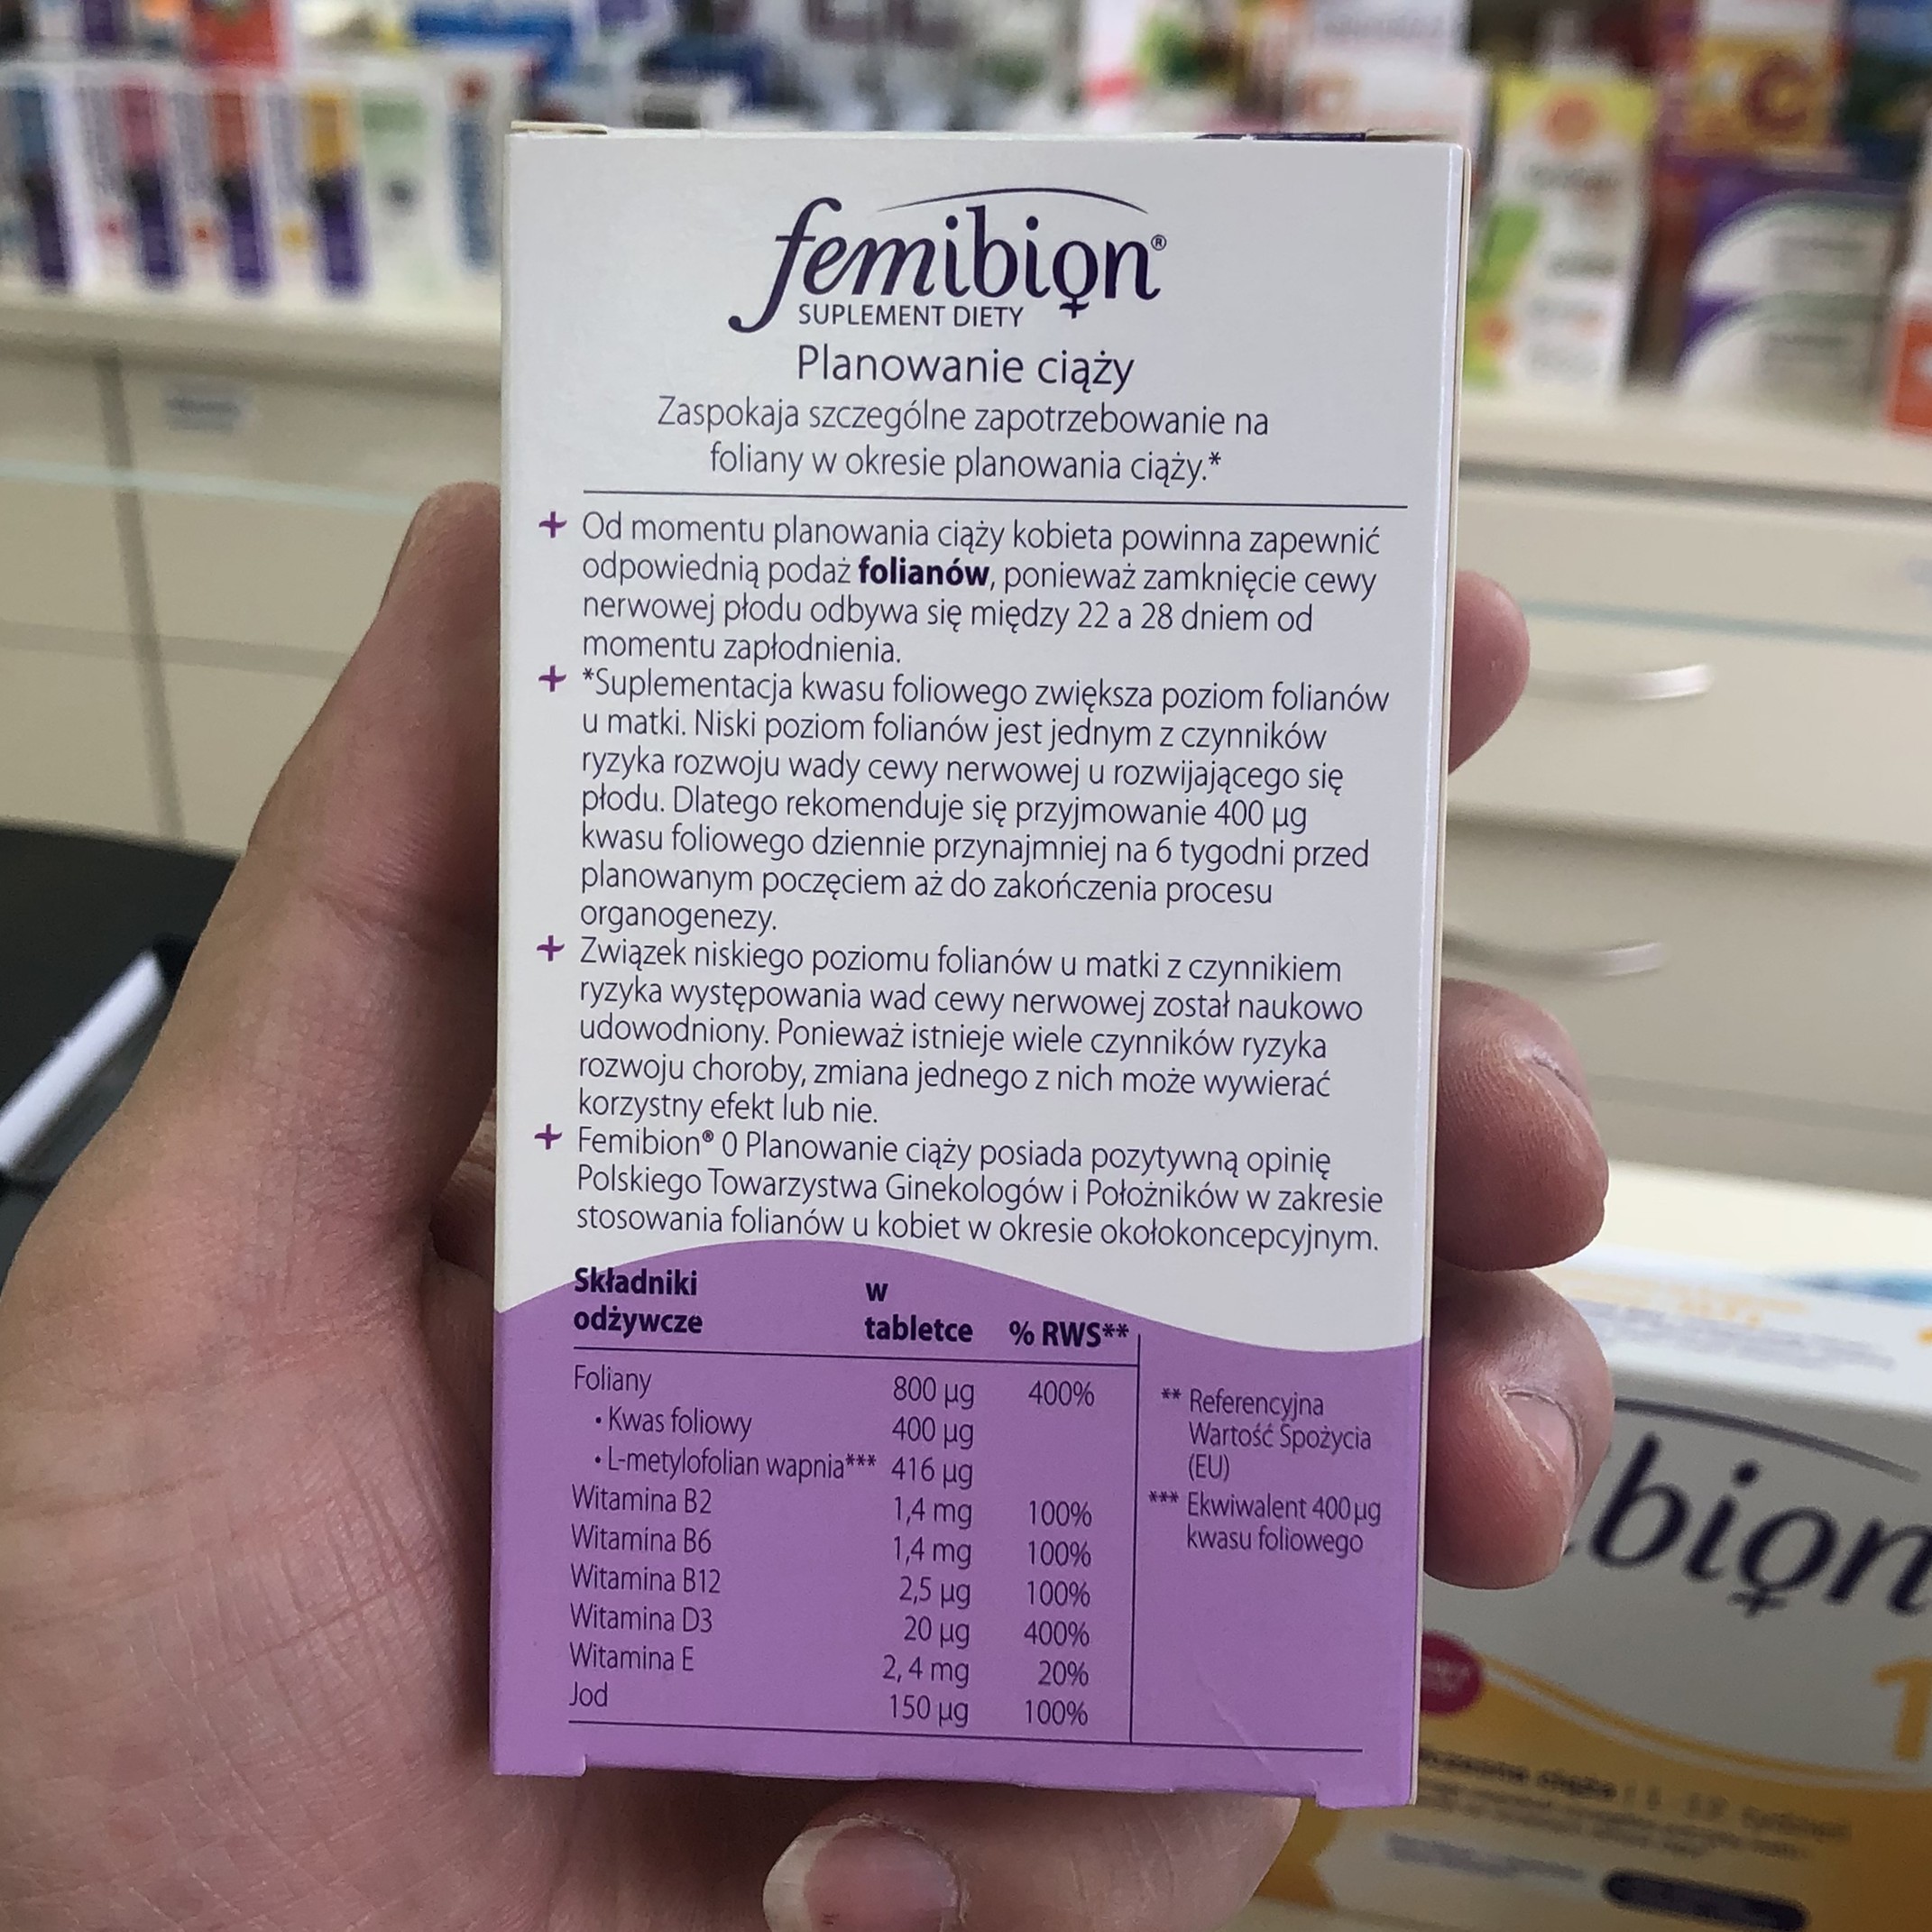 femibion®
SUPLEMENT DIETY
Planowanie ciąży
Zaspokaja szczególne zapotrzebowanie na
foliany w okresie planowania ciąży.*
+ Od momentu planowania ciąży kobieta powinna zapewnić
odpowiednią podaż folianów, ponieważ zamknięcie cewy
nerwowej płodu odbywa się między 22 a 28 dniem od
momentu zapłodnienia.
+ *Suplementacja kwasu foliowego zwiększa poziom folianów
u matki. Niski poziom folianów jest jednym z czynników
ryzyka rozwoju wady cewy nerwowej u rozwijającego się
płodu. Dlatego rekomenduje się przyjmowanie 400 µg
kwasu foliowego dziennie przynajmniej na 6 tygodni przed
planowanym poczęciem aż do zakończenia procesu
organogenezy.
+ Związek niskiego poziomu folianów u matki z czynnikiem
ryzyka występowania wad cewy nerwowej został naukowo
udowodniony. Ponieważ istnieje wiele czynników ryzyka
rozwoju choroby, zmiana jednego z nich może wywierać
korzystny efekt lub nie.
+ Femibion® 0 Planowanie ciąży posiada pozytywną opinię
Polskiego Towarzystwa Ginekologów i Położników w zakresie
stosowania folianów u kobiet w okresie okołokoncepcyjnym.
Składniki odżywcze w tabletce % RWS**
Foliany 800 µg 400%
• Kwas foliowy 400 µg
• L-metylofolian wapnia*** 416 µg
Witamina B2 1,4 mg 100%
Witamina B6 1,4 mg 100%
Witamina B12 2,5 µg 100%
Witamina D3 20 µg 400%
Witamina E 2,4 mg 20%
Jod 150 µg 100%
** Referencyjna
Wartość Spożycia
(EU)
*** Ekwiwalent 400 µg
kwasu foliowego
bion
1